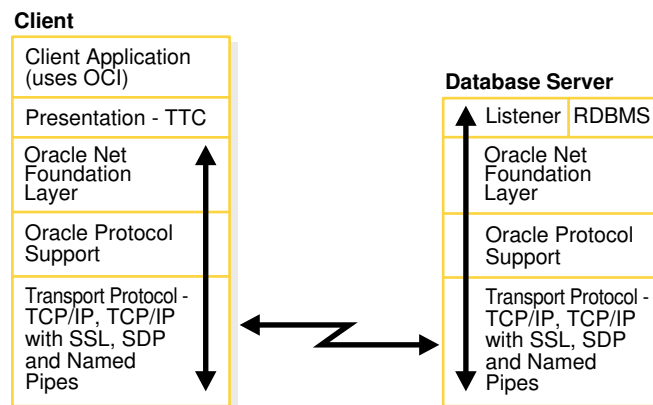 Client
Client Application
(uses OCI)
Presentation - TTC
Oracle Net
Foundation
Layer
Oracle Protocol
Support
Transport Protocol -
TCP/IP, TCP/IP
with SSL, SDP
and Named
Pipes
Database Server
Listener
RDBMS
Oracle Net
Foundation
Layer
Oracle Protocol
Support
Transport Protocol -
TCP/IP, TCP/IP
with SSL, SDP
and Named
Pipes